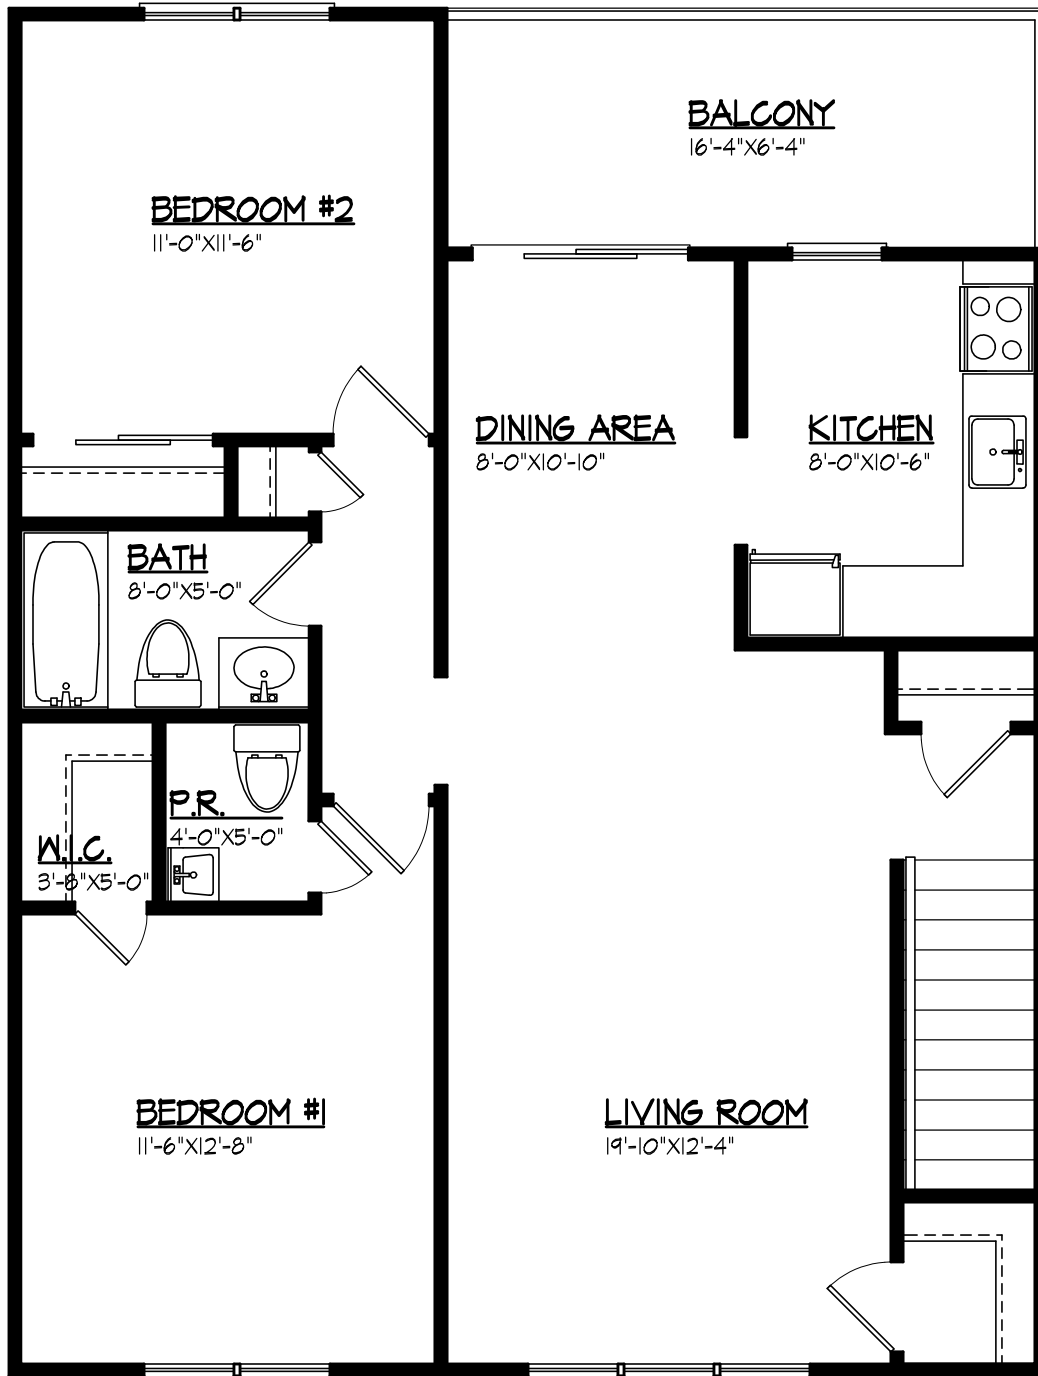 BALCONY
16'-4"X6'-4"
BEDROOM #2
11'-0"X11'-6"
DINING AREA
8'-0"X10'-10"
KITCHEN
8'-0"X10'-6"
BATH
8'-0"X5'-0"
P.R.
4'-0"X5'-0"
W.I.C.
3'-8"X5'-0"
BEDROOM #1
11'-6"X12'-8"
LIVING ROOM
19'-10"X12'-4"